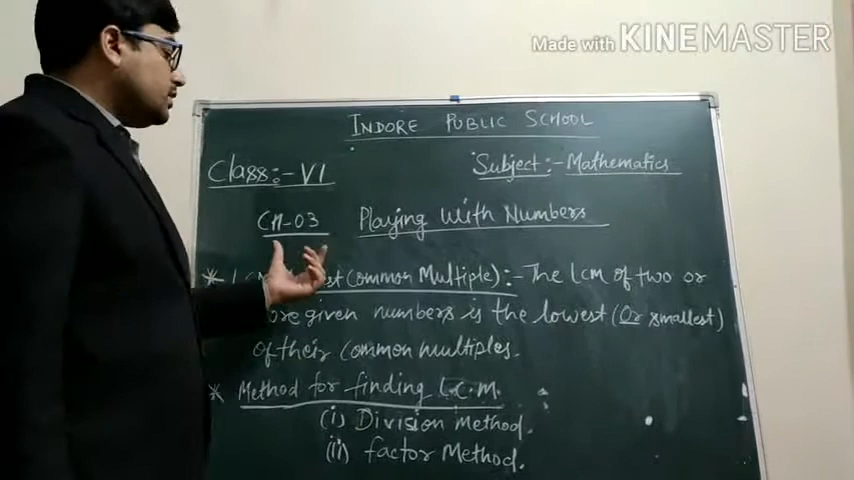 Made with KINEMASTER
INDORE PUBLIC SCHOOL
Class:- VI Subject:- Mathematics
CH-03 Playing with Numbers
* (Common Multiple):- The LCM of two or
given numbers is the lowest (Or smallest)
of their common multiples.
* Method for finding L.C.M.
(i) Division Method.
(ii) factor Method.